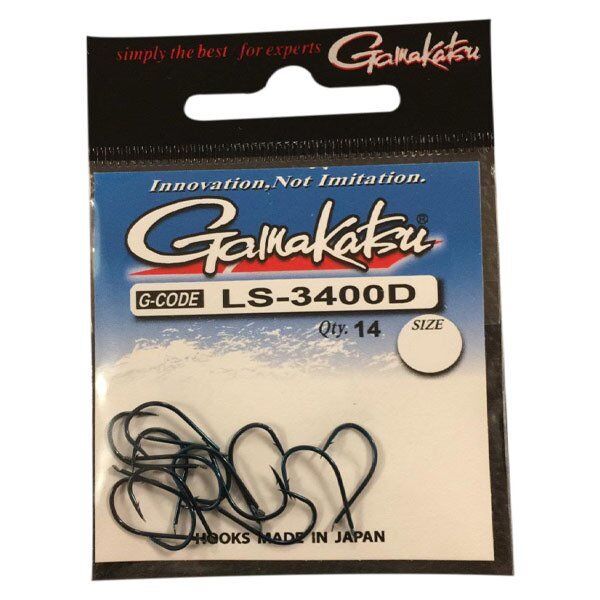 simply the best for experts Gamakatsu
Innovation, Not Imitation.
Gamakatsu®
G-CODE LS-3400D
Qty. 14 SIZE
HOOKS MADE IN JAPAN